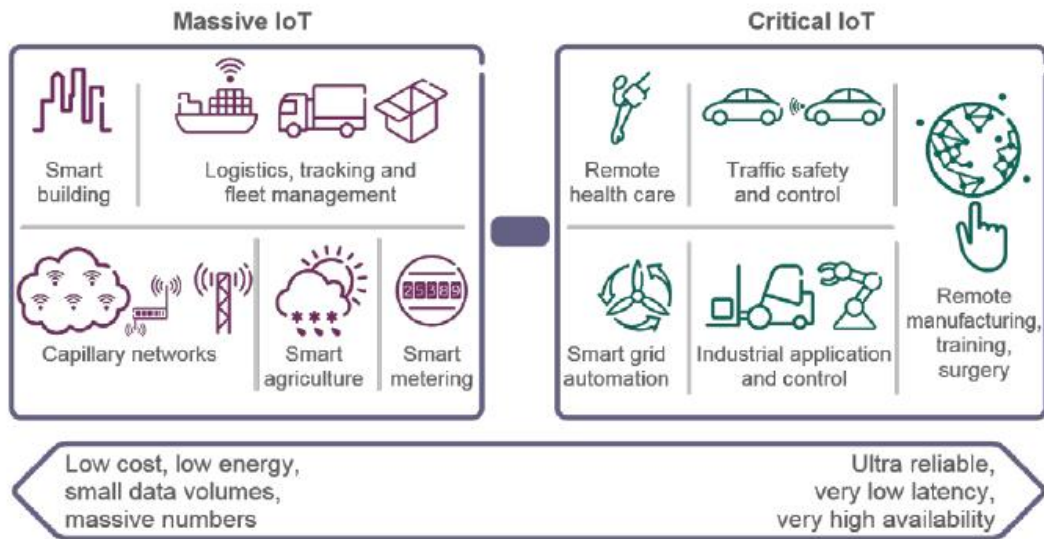 Massive IoT
Critical IoT
Smart
building
Logistics, tracking and
fleet management
Capillary networks
Smart
agriculture
25389
Smart
metering
Remote
health care
Traffic safety
and control
Smart grid
automation
Industrial application
and control
Remote
manufacturing,
training,
surgery
Low cost, low energy,
small data volumes,
massive numbers
Ultra reliable,
very low latency,
very high availability